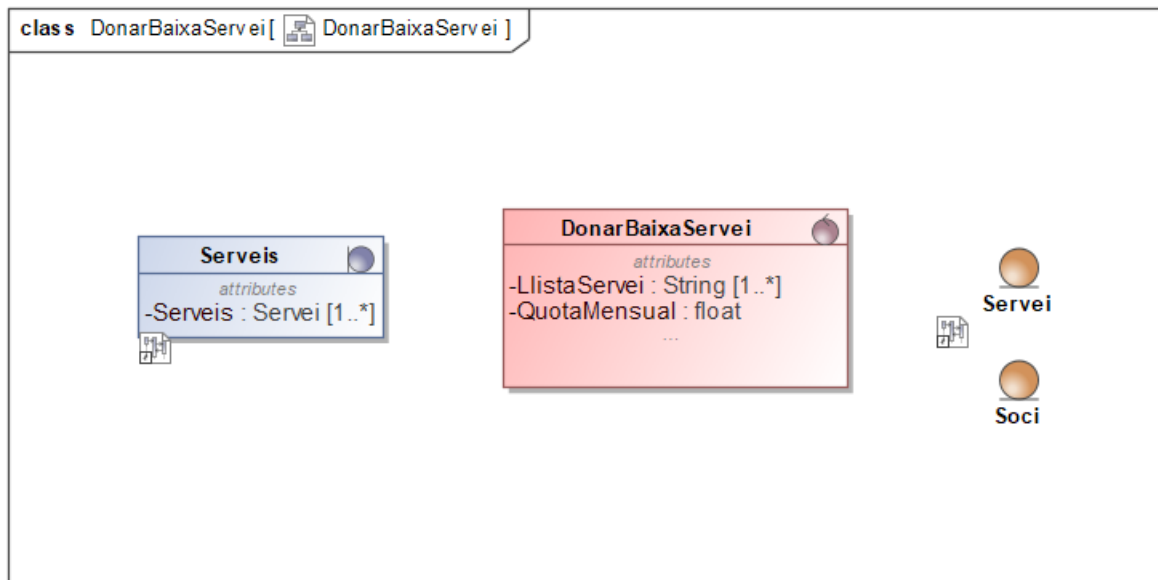 class DonarBaixaServei[ DonarBaixaServei ]
Serveis
attributes
-Serveis : Servei [1..*]
DonarBaixaServei
attributes
-LlistaServei : String [1..*]
-QuotaMensual : float
...
Servei
Soci